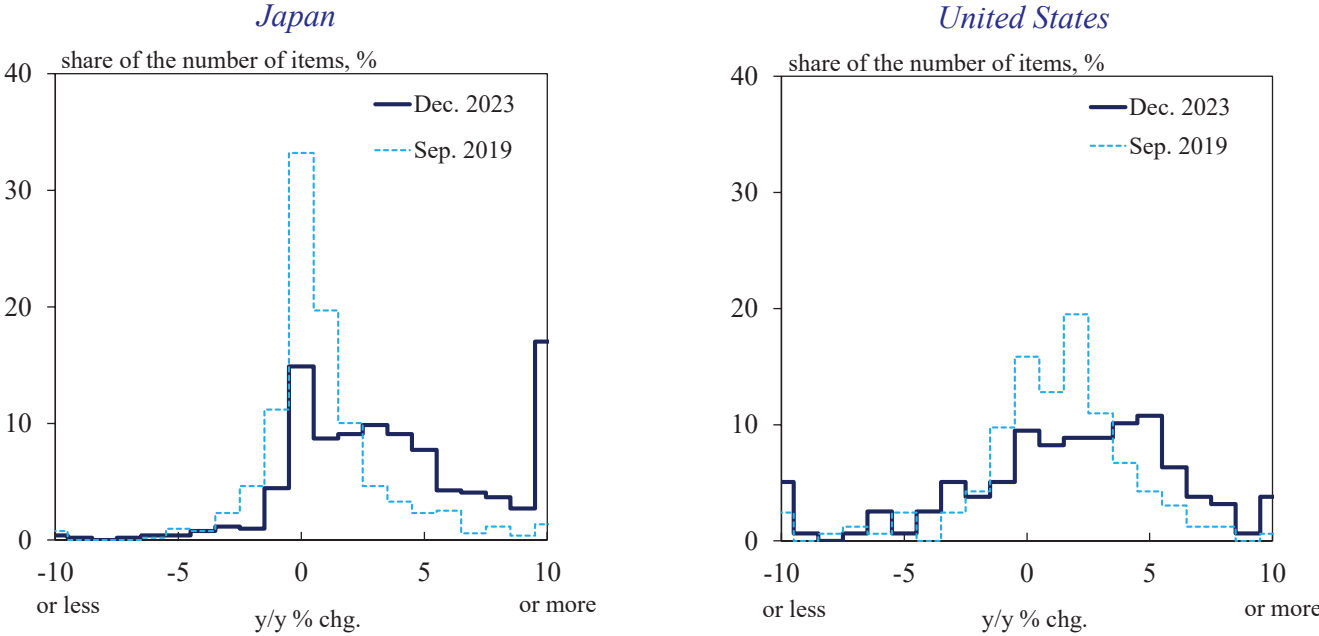 Japan
share of the number of items, %
40
30
20
10
0
Dec. 2023
Sep. 2019
-10
or less
-5
0
5
10
or more
y/y % chg.
United States
share of the number of items, %
40
30
20
10
0
Dec. 2023
Sep. 2019
-10
or less
-5
0
5
10
or more
y/y % chg.